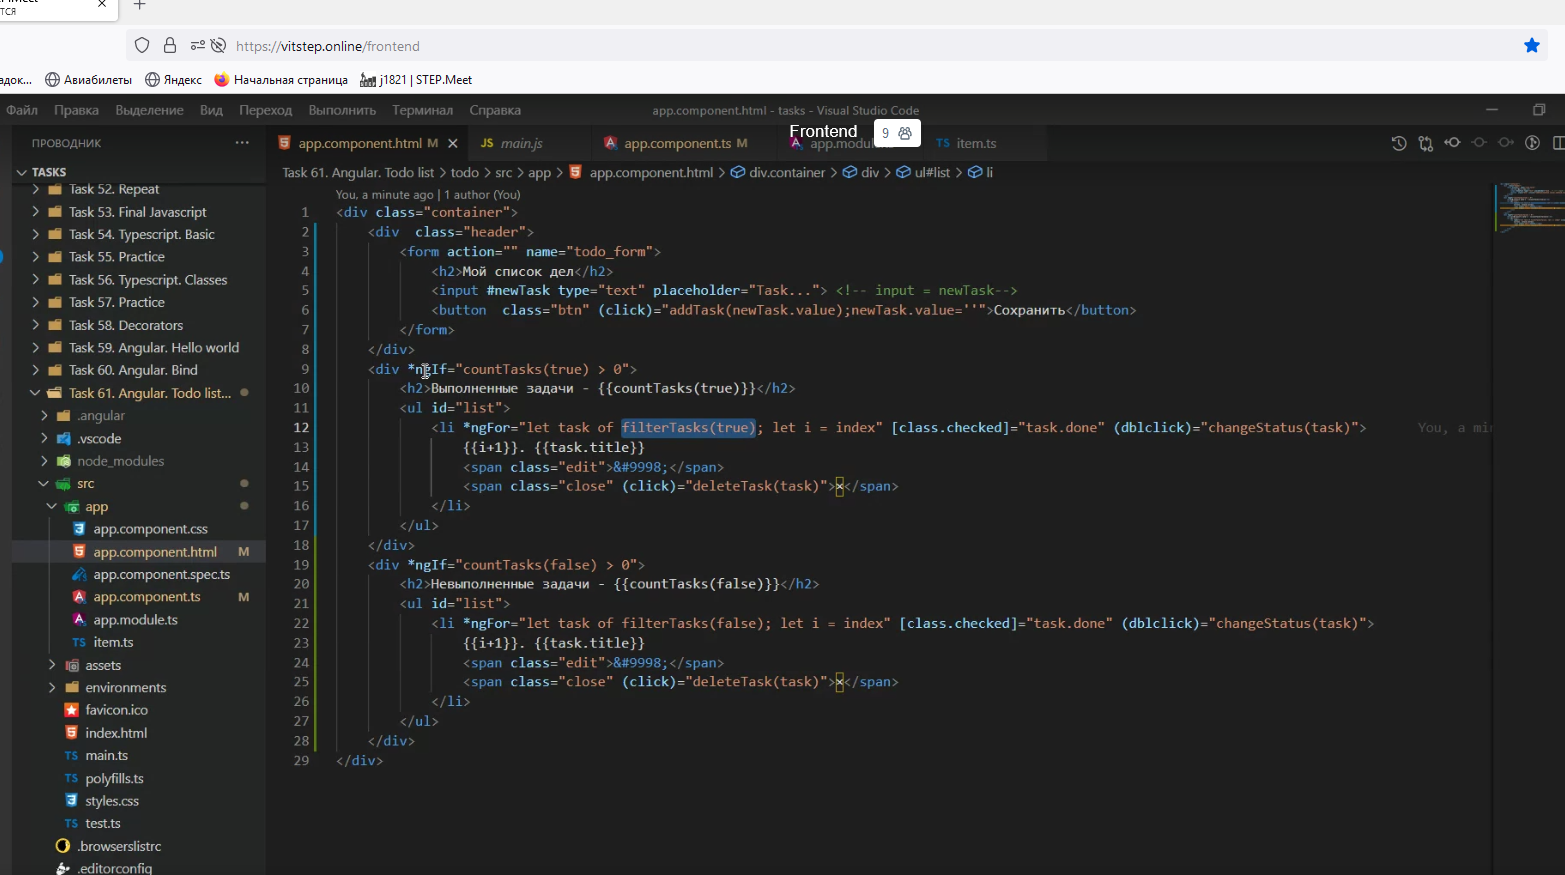 тся
https://vitstep.online/frontend
адок...
Авиабилеты
Яндекс
Начальная страница
j1821 | STEP.Meet
Файл Правка Выделение Вид Переход Выполнить Терминал Справка
app.component.html - tasks - Visual Studio Code
Frontend
9
ПРОВОДНИК
TASKS
Task 52. Repeat
Task 53. Final Javascript
Task 54. Typescript. Basic
Task 55. Practice
Task 56. Typescript. Classes
Task 57. Practice
Task 58. Decorators
Task 59. Angular. Hello world
Task 60. Angular. Bind
Task 61. Angular. Todo list...
.angular
.vscode
node_modules
src
app
app.component.css
app.component.html M
app.component.spec.ts
app.component.ts M
app.module.ts
item.ts
assets
environments
favicon.ico
index.html
main.ts
polyfills.ts
styles.css
test.ts
.browserslistrc
.editorconfig
app.component.html M
JS main.js
app.component.ts M
app.modul
TS item.ts
Task 61. Angular. Todo list > todo > src > app > app.component.html > div.container > div > ul#list > li
You, a minute ago | 1 author (You)
1 <div class="container">
2 <div  class="header">
3 <form action="" name="todo_form">
4 <h2>Мой список дел</h2>
5 <input #newTask type="text" placeholder="Task..."> <!-- input = newTask-->
6 <button  class="btn" (click)="addTask(newTask.value);newTask.value=''">Сохранить</button>
7 </form>
8 </div>
9 <div *ngIf="countTasks(true) > 0">
10 <h2>Выполненные задачи - {{countTasks(true)}}</h2>
11 <ul id="list">
12 <li *ngFor="let task of filterTasks(true); let i = index" [class.checked]="task.done" (dblclick)="changeStatus(task)"> You, a min
13 {{i+1}}. {{task.title}}
14 <span class="edit">&#9998;</span>
15 <span class="close" (click)="deleteTask(task)">×</span>
16 </li>
17 </ul>
18 </div>
19 <div *ngIf="countTasks(false) > 0">
20 <h2>Невыполненные задачи - {{countTasks(false)}}</h2>
21 <ul id="list">
22 <li *ngFor="let task of filterTasks(false); let i = index" [class.checked]="task.done" (dblclick)="changeStatus(task)">
23 {{i+1}}. {{task.title}}
24 <span class="edit">&#9998;</span>
25 <span class="close" (click)="deleteTask(task)">×</span>
26 </li>
27 </ul>
28 </div>
29 </div>